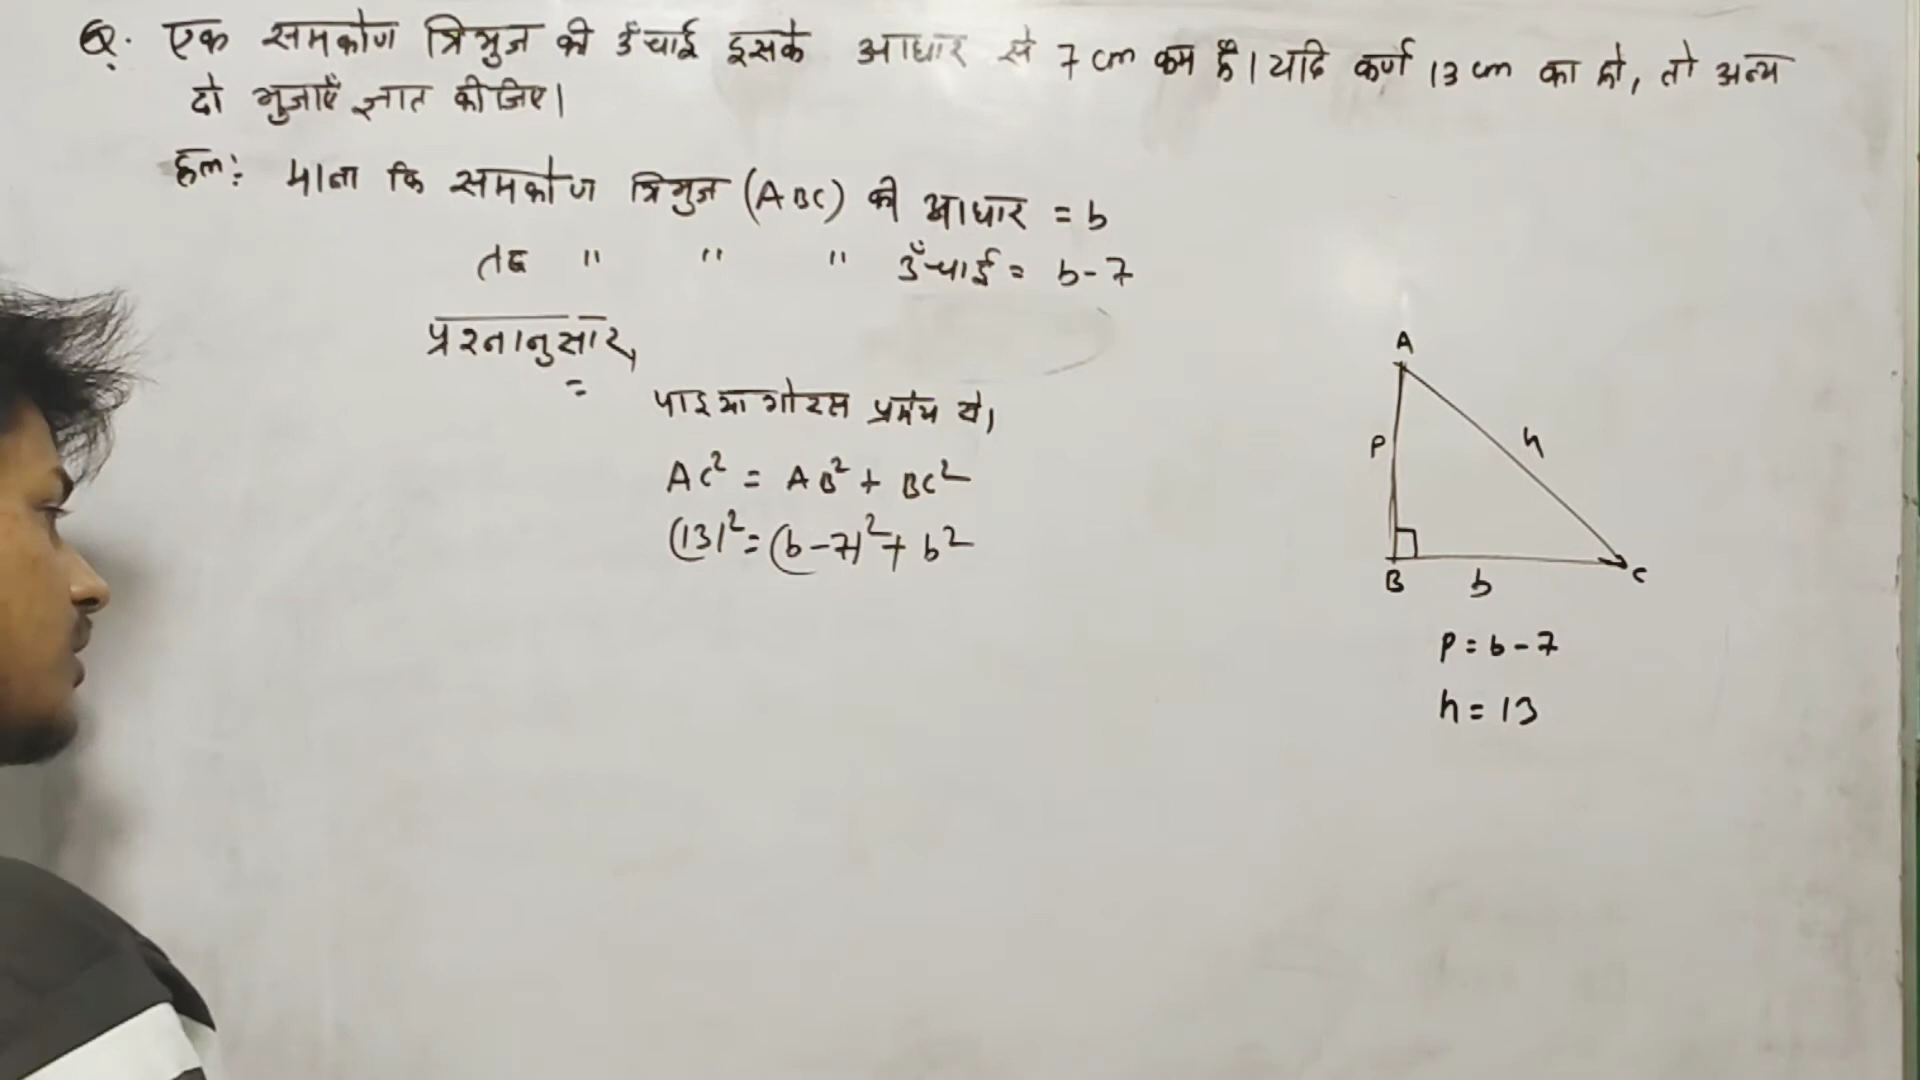 Q. एक समकोण त्रिभुज की ऊँचाई इसके आधार से 7 cm कम है। यदि कर्ण 13 cm का हो, तो अन्य
दो भुजाएँ ज्ञात कीजिए।
हल: माना कि समकोण त्रिभुज (ABC) की आधार = b
तब " " " ऊँचाई = b-7
प्रश्नानुसार,
=
पाइथागोरस प्रमेय से,
AC² = AB² + BC²
(13)² = (b-7)² + b²
A
P h
B b C
P = b-7
h = 13